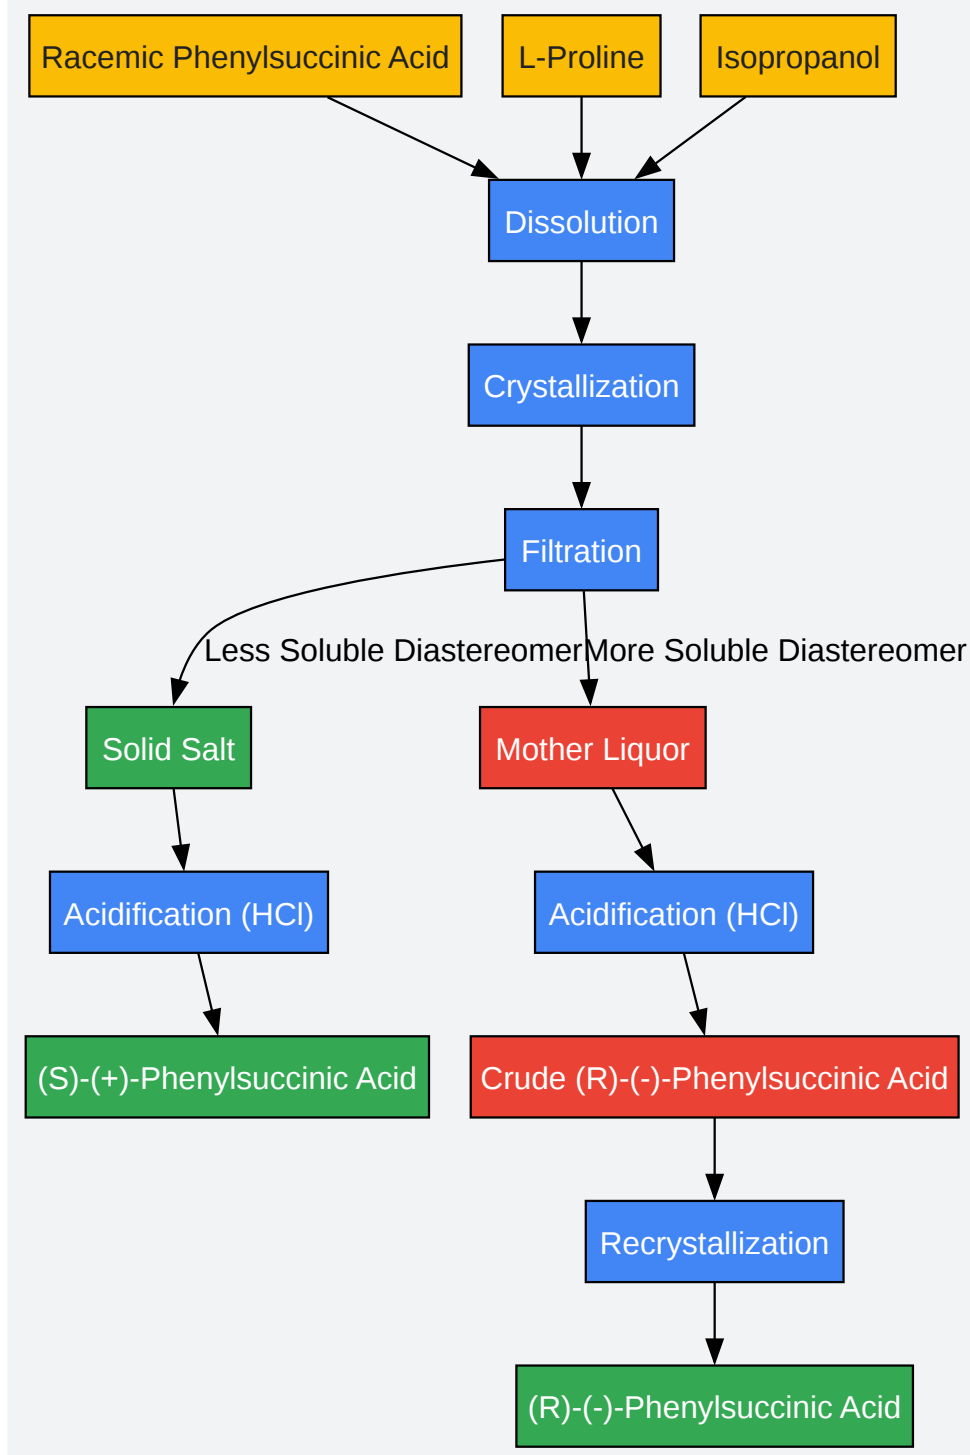 Racemic Phenylsuccinic Acid
L-Proline
Isopropanol
Dissolution
Crystallization
Filtration
Less Soluble Diastereomer
More Soluble Diastereomer
Solid Salt
Mother Liquor
Acidification (HCl)
Acidification (HCl)
(S)-(+)-Phenylsuccinic Acid
Crude (R)-(-)-Phenylsuccinic Acid
Recrystallization
(R)-(-)-Phenylsuccinic Acid